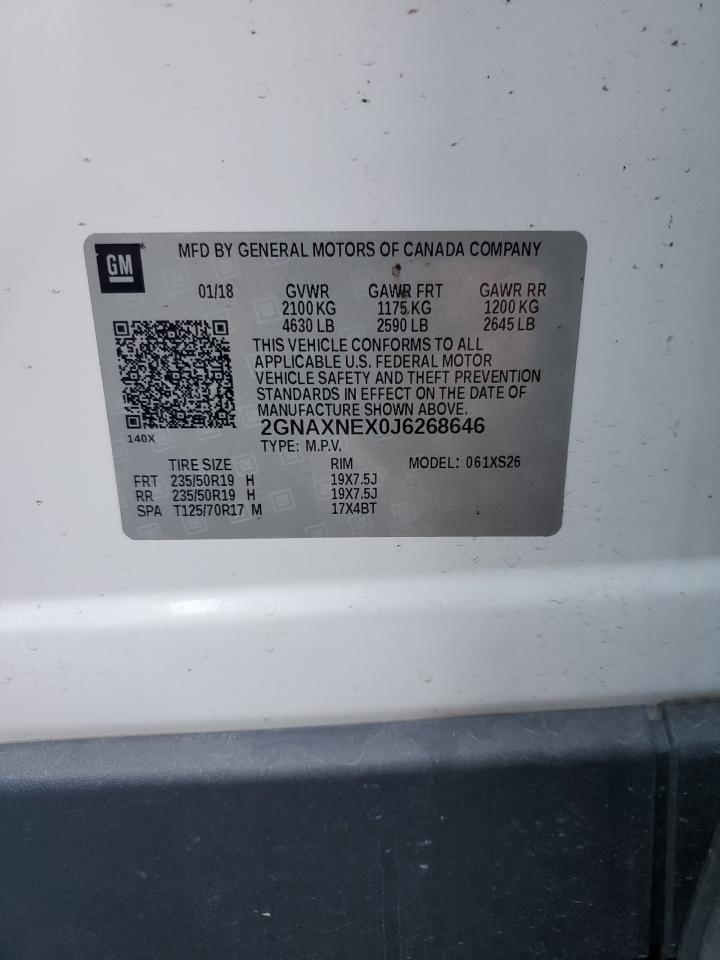 GM ® MFD BY GENERAL MOTORS OF CANADA COMPANY
01/18 GVWR GAWR FRT GAWR RR
2100 KG 1175 KG 1200 KG
4630 LB 2590 LB 2645 LB
THIS VEHICLE CONFORMS TO ALL
APPLICABLE U.S. FEDERAL MOTOR
VEHICLE SAFETY AND THEFT PREVENTION
STANDARDS IN EFFECT ON THE DATE OF
MANUFACTURE SHOWN ABOVE.
2GNAXNEX0J6268646
140X TYPE: M.P.V.
TIRE SIZE RIM MODEL: 061XS26
FRT 235/50R19 H 19X7.5J
RR 235/50R19 H 19X7.5J
SPA T125/70R17 M 17X4BT